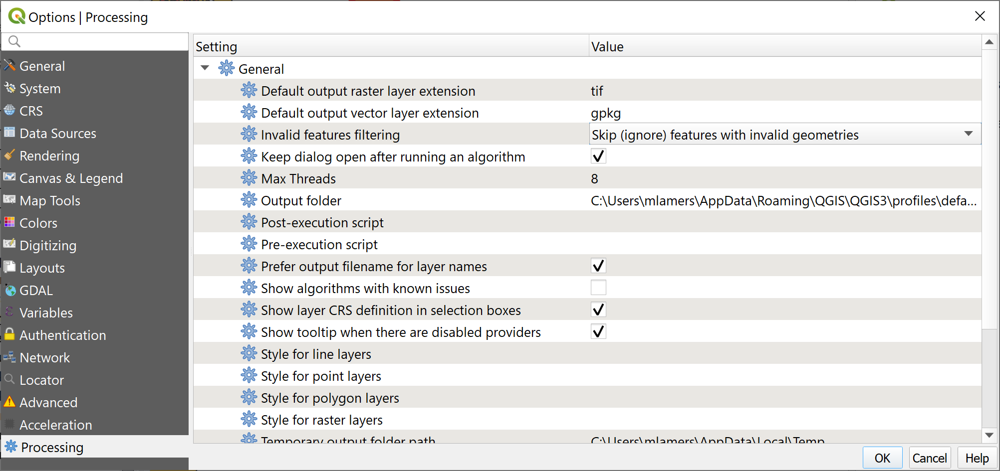 Options | Processing
Setting Value
General
General
Default output raster layer extension tif
System
Default output vector layer extension gpkg
CRS
Invalid features filtering Skip (ignore) features with invalid geometries
Data Sources
Keep dialog open after running an algorithm
Rendering
Max Threads 8
Canvas & Legend
Output folder C:\Users\mlamers\AppData\Roaming\QGIS\QGIS3\profiles\defa...
Map Tools
Post-execution script
Colors
Pre-execution script
Digitizing
Prefer output filename for layer names
Layouts
Show algorithms with known issues
GDAL
Show layer CRS definition in selection boxes
Variables
Show tooltip when there are disabled providers
Authentication
Style for line layers
Network
Style for point layers
Locator
Style for polygon layers
Advanced
Style for raster layers
Acceleration
Temporary output folder path C:\Users\mlamers\AppData\Local\Temp
Processing
OK Cancel Help